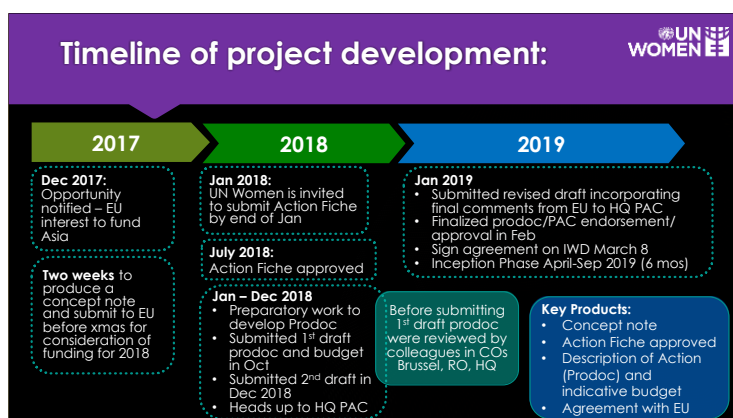 Timeline of project development:
UN
WOMEN
2017
2018
2019
Dec 2017:
Opportunity
notified – EU
interest to fund
Asia
Two weeks to
produce a
concept note
and submit to EU
before xmas for
consideration of
funding for 2018
Jan 2018:
UN Women is invited
to submit Action Fiche
by end of Jan
July 2018:
Action Fiche approved
Jan – Dec 2018
• Preparatory work to
develop Prodoc
• Submitted 1st draft
prodoc and budget
in Oct
• Submitted 2nd draft in
Dec 2018
• Heads up to HQ PAC
Jan 2019
• Submitted revised draft incorporating
final comments from EU to HQ PAC
• Finalized prodoc/PAC endorsement/
approval in Feb
• Sign agreement on IWD March 8
• Inception Phase April-Sep 2019 (6 mos)
Before submitting
1st draft prodoc
were reviewed by
colleagues in COs
Brussel, RO, HQ
Key Products:
• Concept note
• Action Fiche approved
• Description of Action
(Prodoc) and
indicative budget
• Agreement with EU